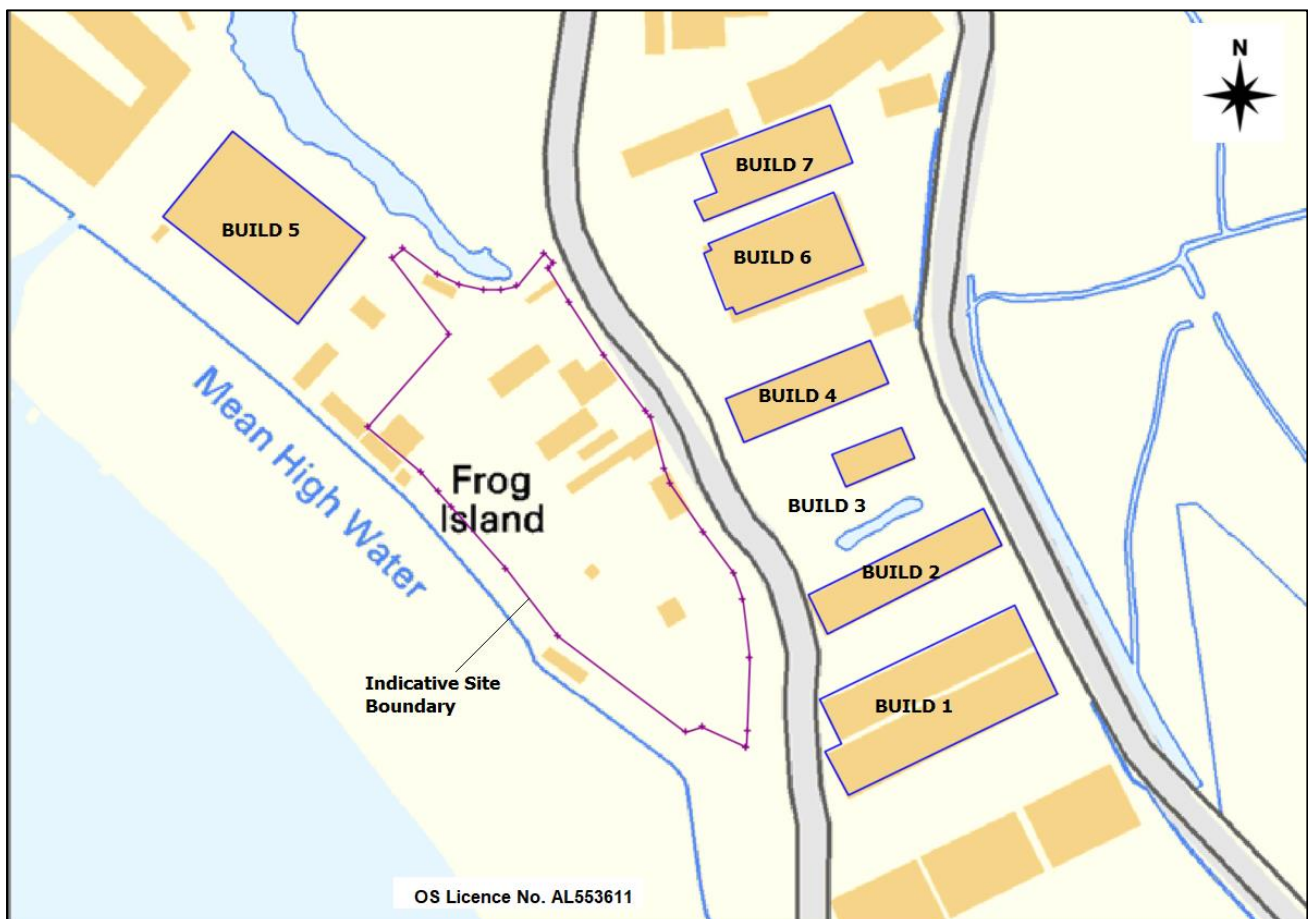 N
BUILD 7
BUILD 5
BUILD 6
BUILD 4
Mean High Water
Frog
Island
BUILD 3
BUILD 2
Indicative Site
Boundary
BUILD 1
OS Licence No. AL553611